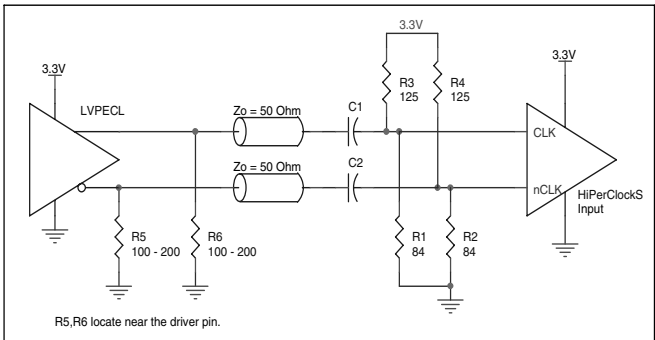 3.3V
3.3V
3.3V
LVPECL
R3
125
R4
125
Zo = 50 Ohm
C1
CLK
Zo = 50 Ohm
C2
nCLK
HiPerClockS
Input
R5
100 - 200
R6
100 - 200
R1
84
R2
84
R5,R6 locate near the driver pin.